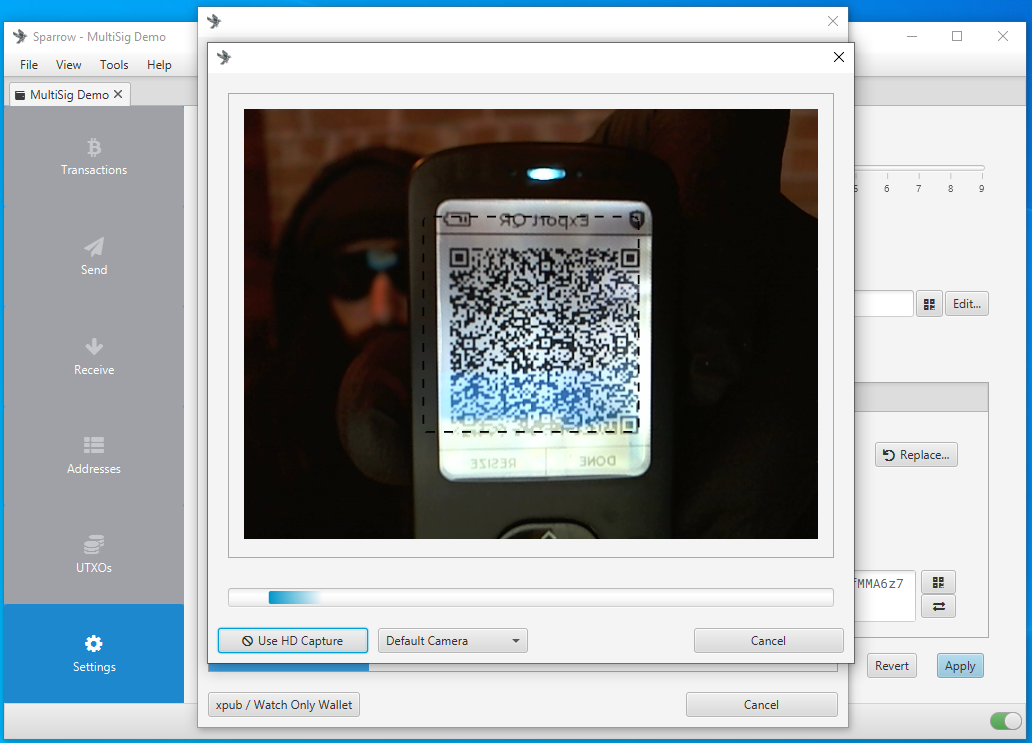 Sparrow - MultiSig Demo
File View Tools Help
MultiSig Demo
Transactions
Send
Receive
Addresses
UTXOs
Settings
5 6 7 8 9
Edit...
Replace...
fMMA6z7
Export QR
RESIZE DONE
Use HD Capture
Default Camera
Cancel
Revert
Apply
xpub / Watch Only Wallet
Cancel